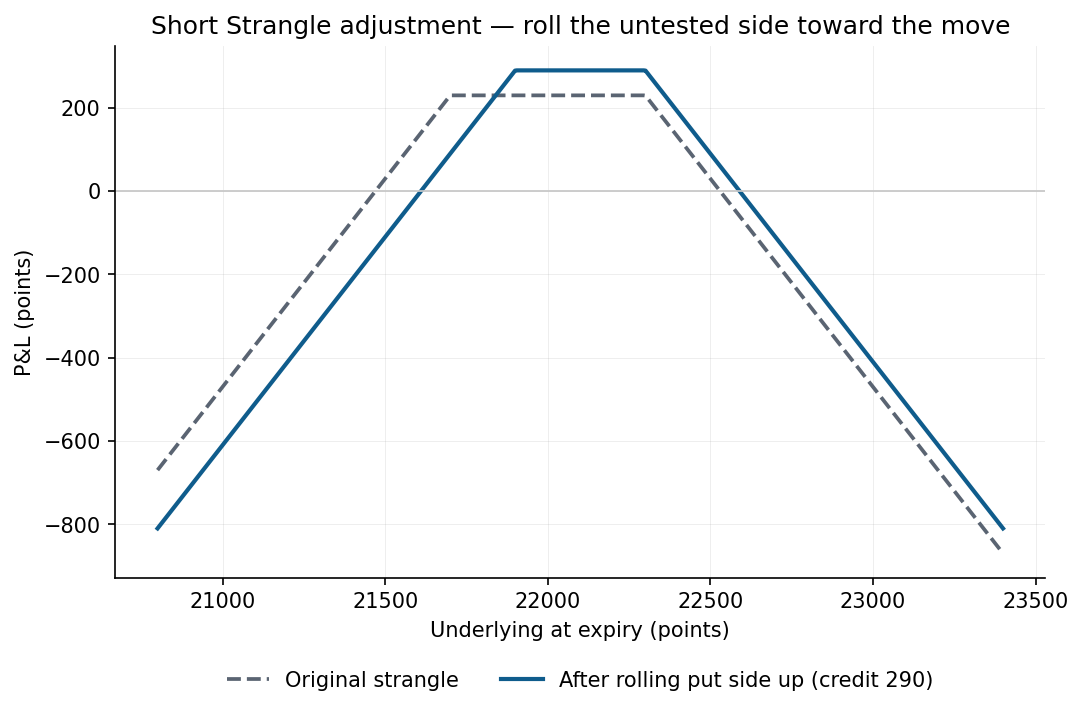 Short Strangle adjustment — roll the untested side toward the move
P&L (points)
200
0
−200
−400
−600
−800
21000 21500 22000 22500 23000 23500
Underlying at expiry (points)
Original strangle After rolling put side up (credit 290)